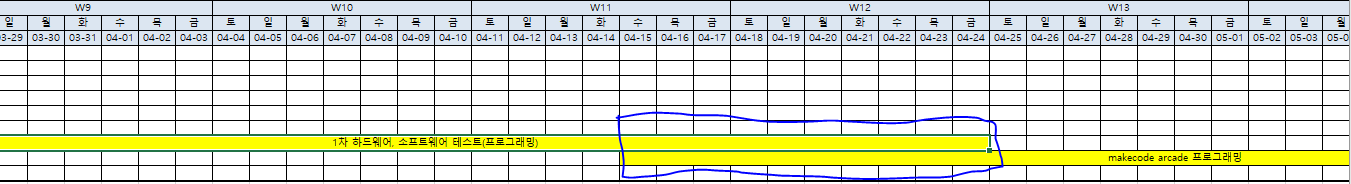 W9 W10 W11 W12 W13
일 월 화 수 목 금 토 일 월 화 수 목 금 토 일 월 화 수 목 금 토 일 월 화 수 목 금 토 일 월 화 수 목 금 토 일 월
03-29 03-30 03-31 04-01 04-02 04-03 04-04 04-05 04-06 04-07 04-08 04-09 04-10 04-11 04-12 04-13 04-14 04-15 04-16 04-17 04-18 04-19 04-20 04-21 04-22 04-23 04-24 04-25 04-26 04-27 04-28 04-29 04-30 05-01 05-02 05-03 05-0
1차 하드웨어, 소프트웨어 테스트(프로그래밍)
makecode arcade 프로그래밍